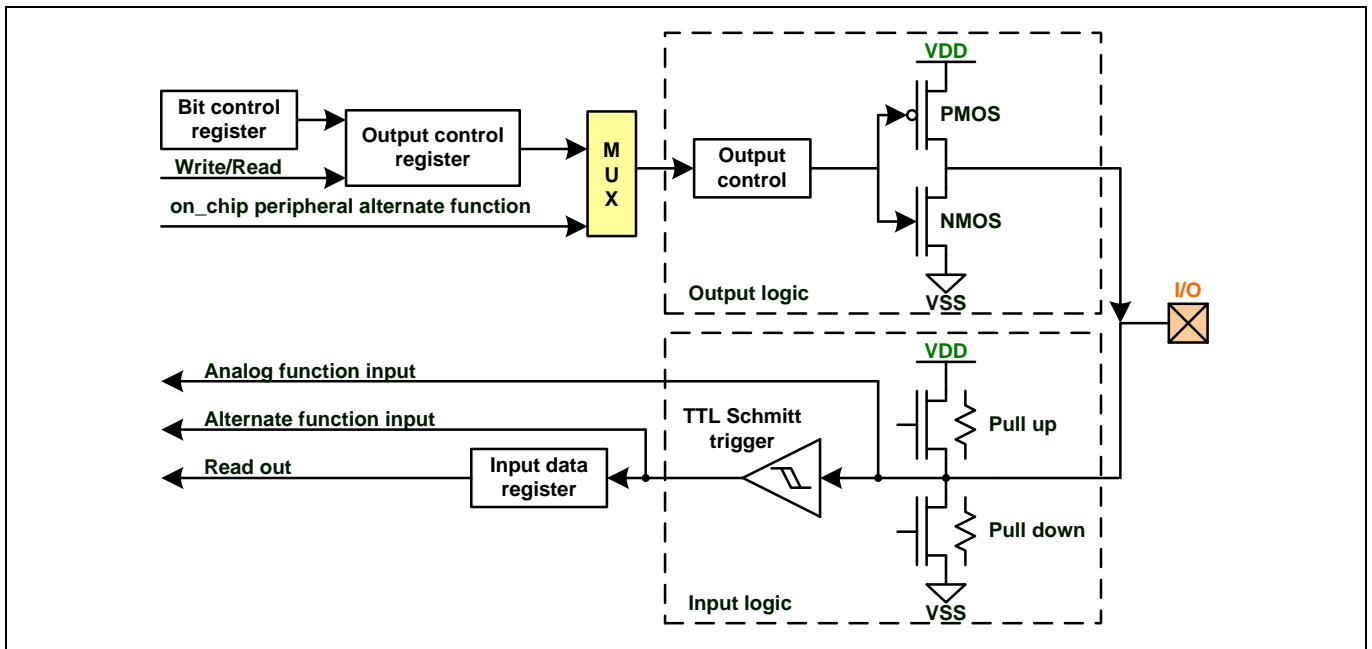 VDD
Bit control
register
PMOS
Output control
register
M
U
X
Output
control
Write/Read
on_chip peripheral alternate function
NMOS
Output logic
VSS
I/O
VDD
Analog function input
TTL Schmitt
trigger
Alternate function input
Pull up
Read out
Input data
register
Pull down
Input logic
VSS